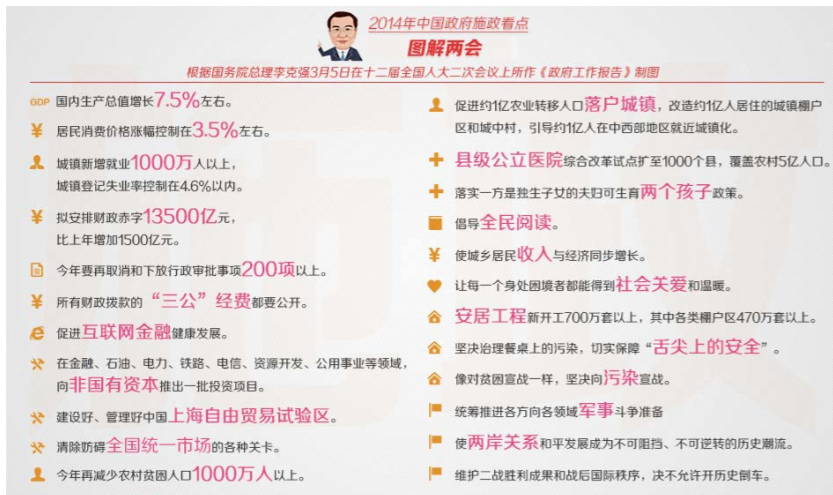 2014年中国政府施政看点
图解两会
根据国务院总理李克强3月5日在十二届全国人大二次会议上所作《政府工作报告》制图
GDP 国内生产总值增长7.5%左右。
¥ 居民消费价格涨幅控制在3.5%左右。
城镇新增就业1000万人以上，
城镇登记失业率控制在4.6%以内。
¥ 拟安排财政赤字13500亿元，
比上年增加1500亿元。
今年要再取消和下放行政审批事项200项以上。
¥ 所有财政拨款的“三公”经费都要公开。
促进互联网金融健康发展。
在金融、石油、电力、铁路、电信、资源开发、公用事业等领域，
向非国有资本推出一批投资项目。
建设好、管理好中国上海自由贸易试验区。
清除妨碍全国统一市场的各种关卡。
今年再减少农村贫困人口1000万人以上。
促进约1亿农业转移人口落户城镇，改造约1亿人居住的城镇棚户
区和城中村，引导约1亿人在中西部地区就近城镇化。
县级公立医院综合改革试点扩至1000个县，覆盖农村5亿人口。
落实一方是独生子女的夫妇可生育两个孩子政策。
倡导全民阅读。
¥ 使城乡居民收入与经济同步增长。
让每一个身处困境者都能得到社会关爱和温暖。
安居工程新开工700万套以上，其中各类棚户区470万套以上。
坚决治理餐桌上的污染，切实保障“舌尖上的安全”。
像对贫困宣战一样，坚决向污染宣战。
统筹推进各方向各领域军事斗争准备
使两岸关系和平发展成为不可阻挡、不可逆转的历史潮流。
维护二战胜利成果和战后国际秩序，决不允许开历史倒车。